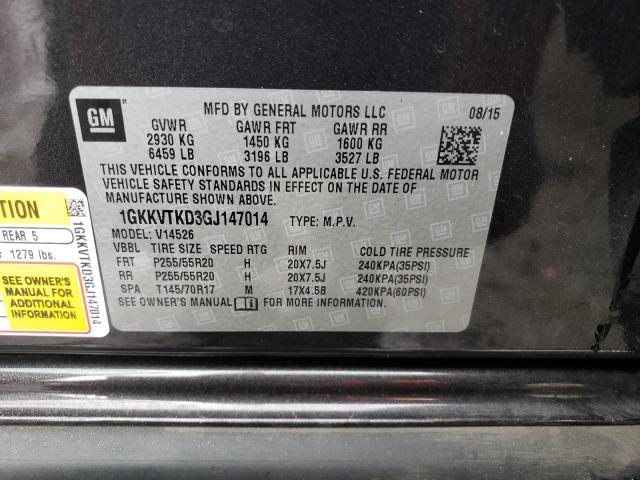 GM
MFD BY GENERAL MOTORS LLC 08/15
GVWR GAWR FRT GAWR RR
2930 KG 1450 KG 1600 KG
6459 LB 3196 LB 3527 LB
THIS VEHICLE CONFORMS TO ALL APPLICABLE U.S. FEDERAL MOTOR
VEHICLE SAFETY STANDARDS IN EFFECT ON THE DATE OF
MANUFACTURE SHOWN ABOVE.
1GKKVTKD3GJ147014 TYPE: M.P.V.
MODEL: V14526
VBBL TIRE SIZE SPEED RTG RIM COLD TIRE PRESSURE
FRT P255/55R20 H 20X7.5J 240KPA(35PSI)
RR P255/55R20 H 20X7.5J 240KPA(35PSI)
SPA T145/70R17 M 17X4.5B 420KPA(60PSI)
SEE OWNER'S MANUAL FOR MORE INFORMATION.
TION
REAR 5
1279 lbs.
SEE OWNER'S
MANUAL FOR
ADDITIONAL
INFORMATION
1GKKVTKD3GJ147014